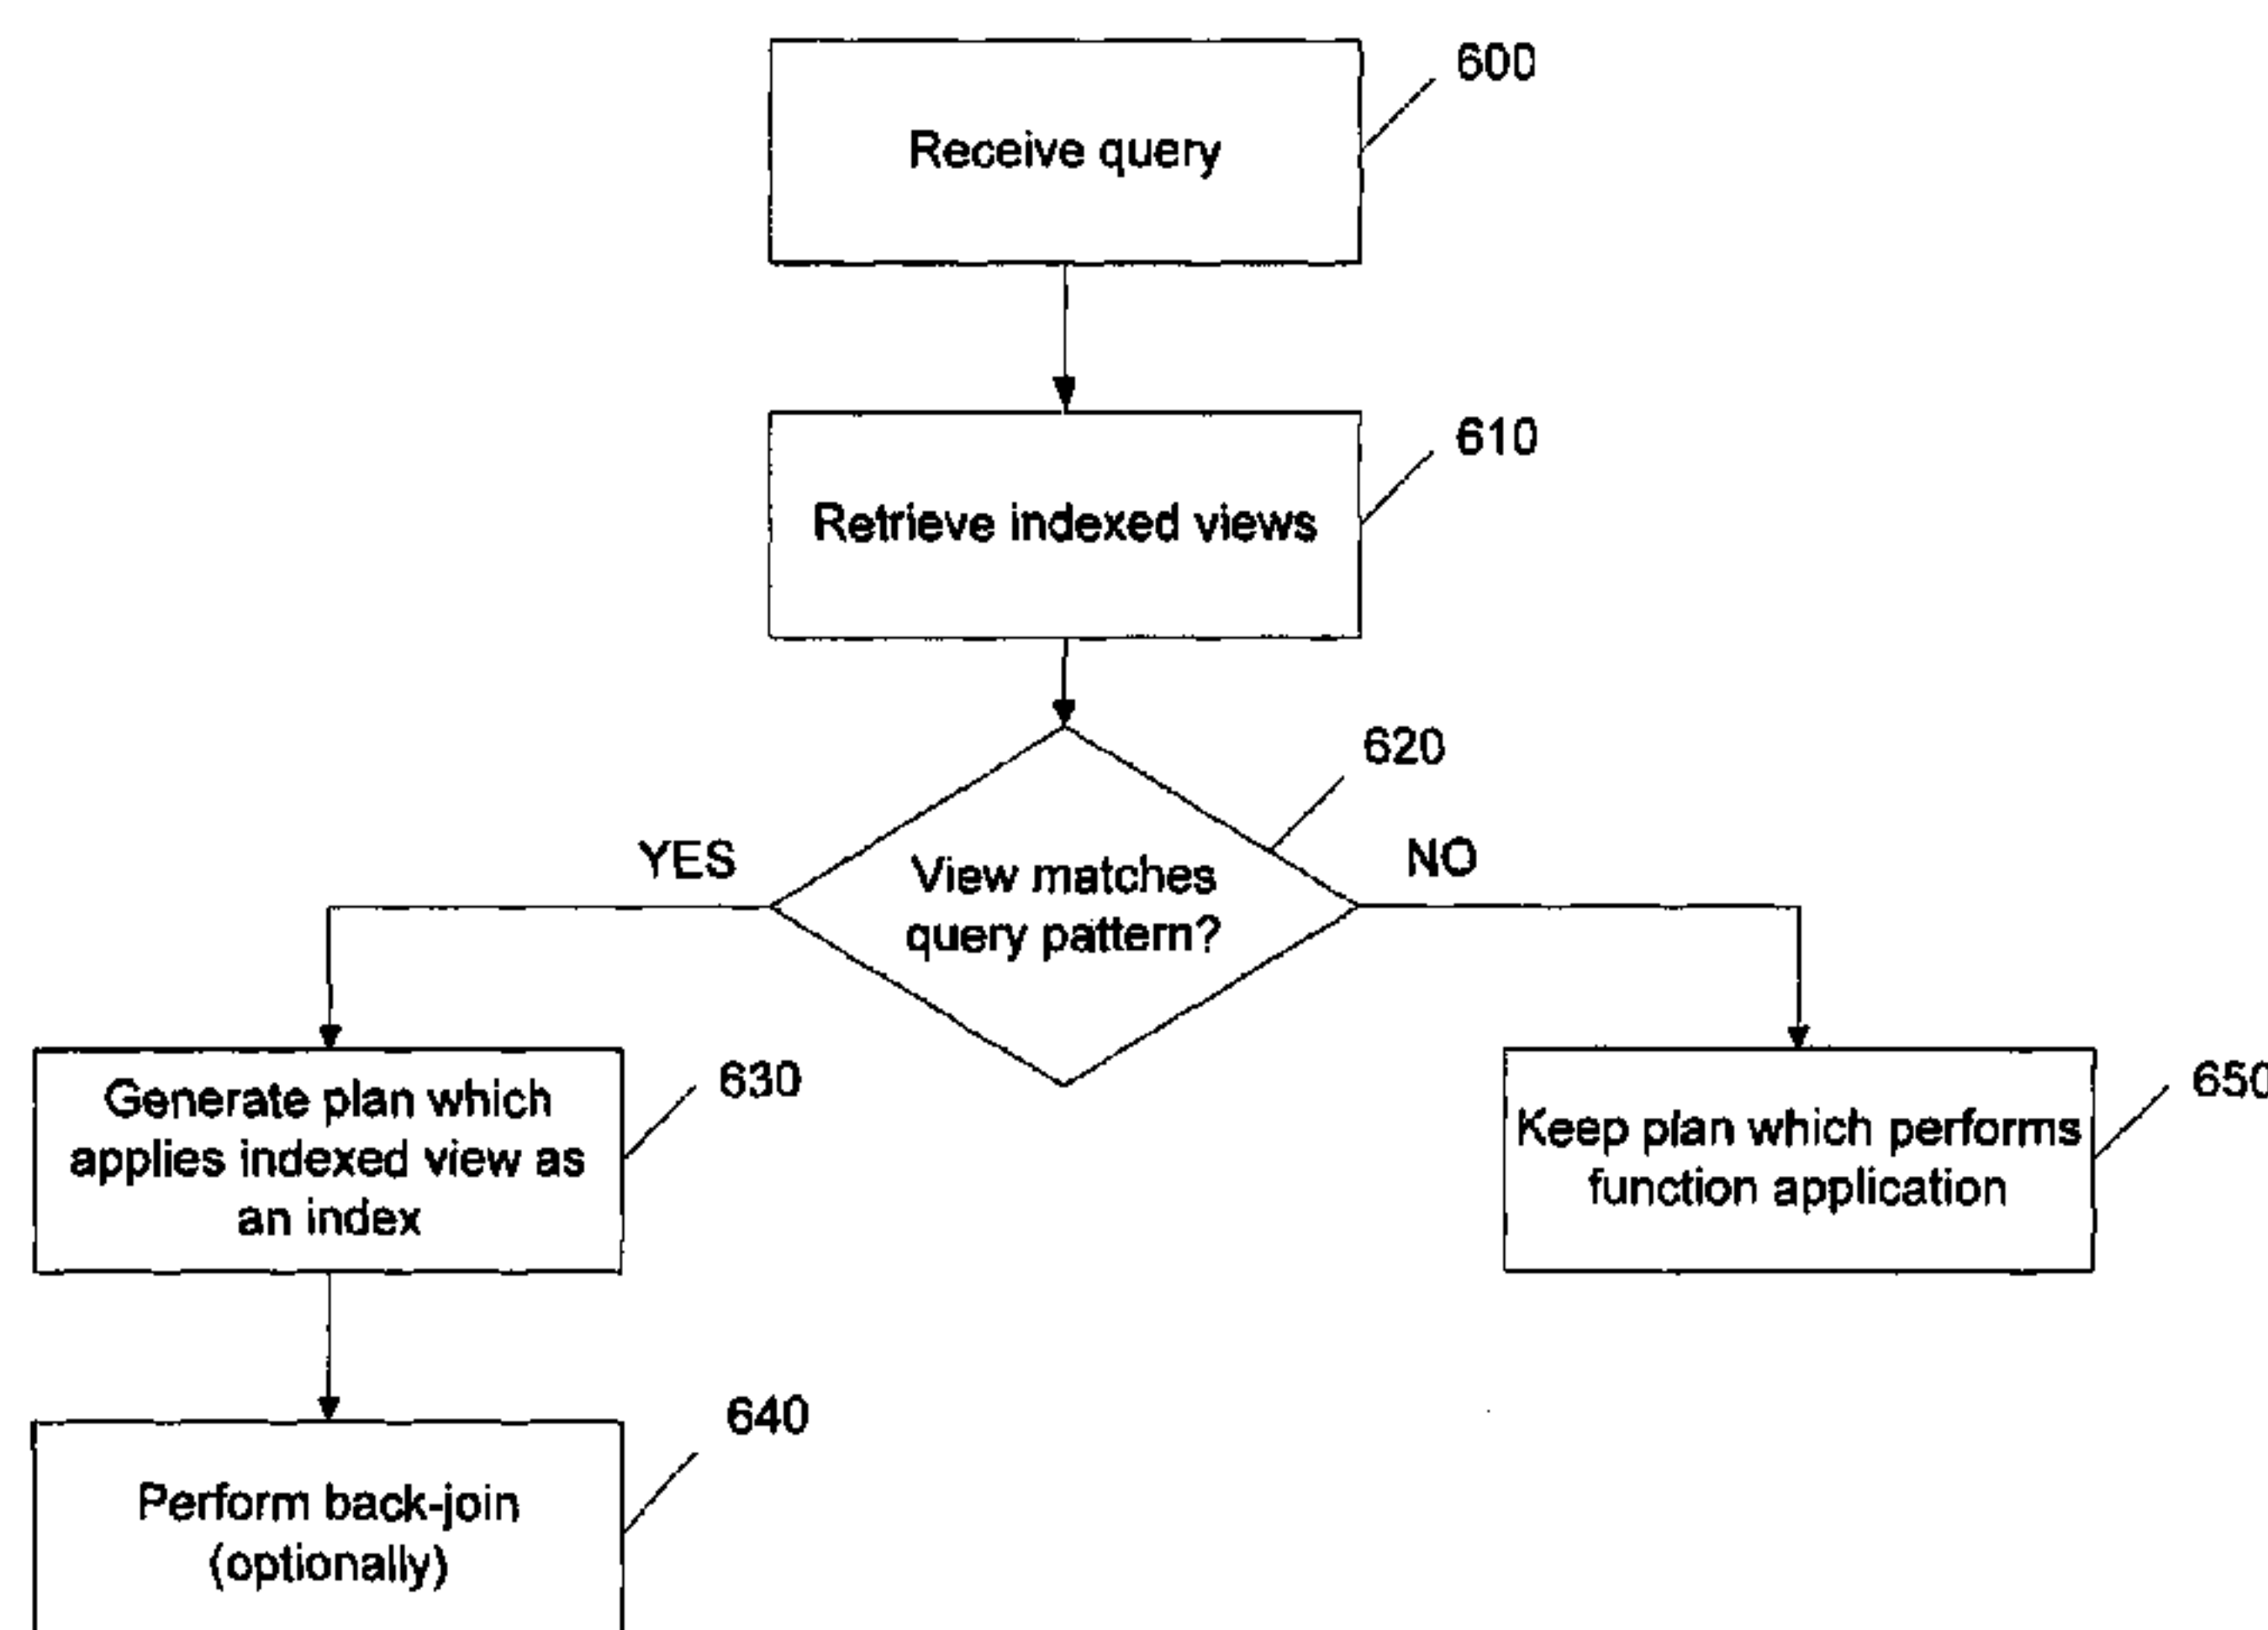 Receive query
600
Retrieve indexed views
610
620
YES
NO
View matches
query pattern?
Generate plan which
applies indexed view as
an index
630
Keep plan which performs
function application
650
Perform back-join
(optionally)
640